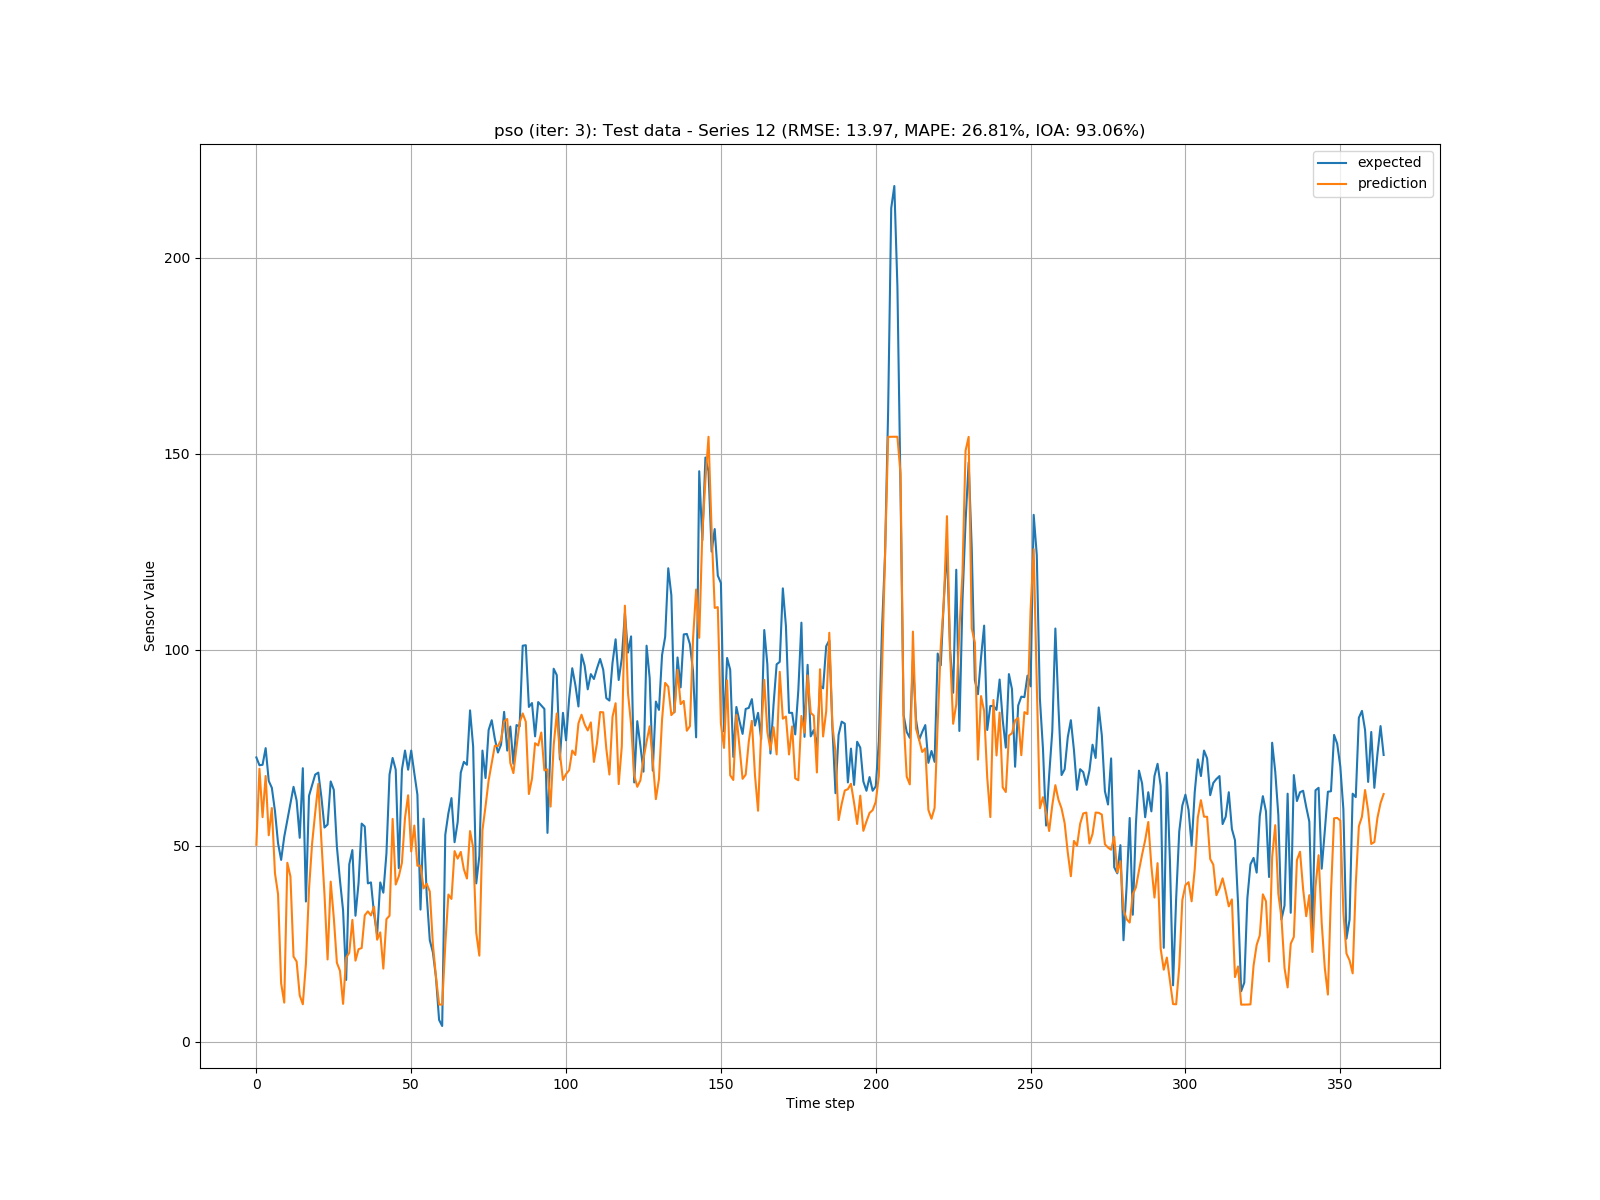 pso (iter: 3): Test data - Series 12 (RMSE: 13.97, MAPE: 26.81%, IOA: 93.06%)
expected
prediction
200
150
100
50
0
Sensor Value
0 50 100 150 200 250 300 350
Time step